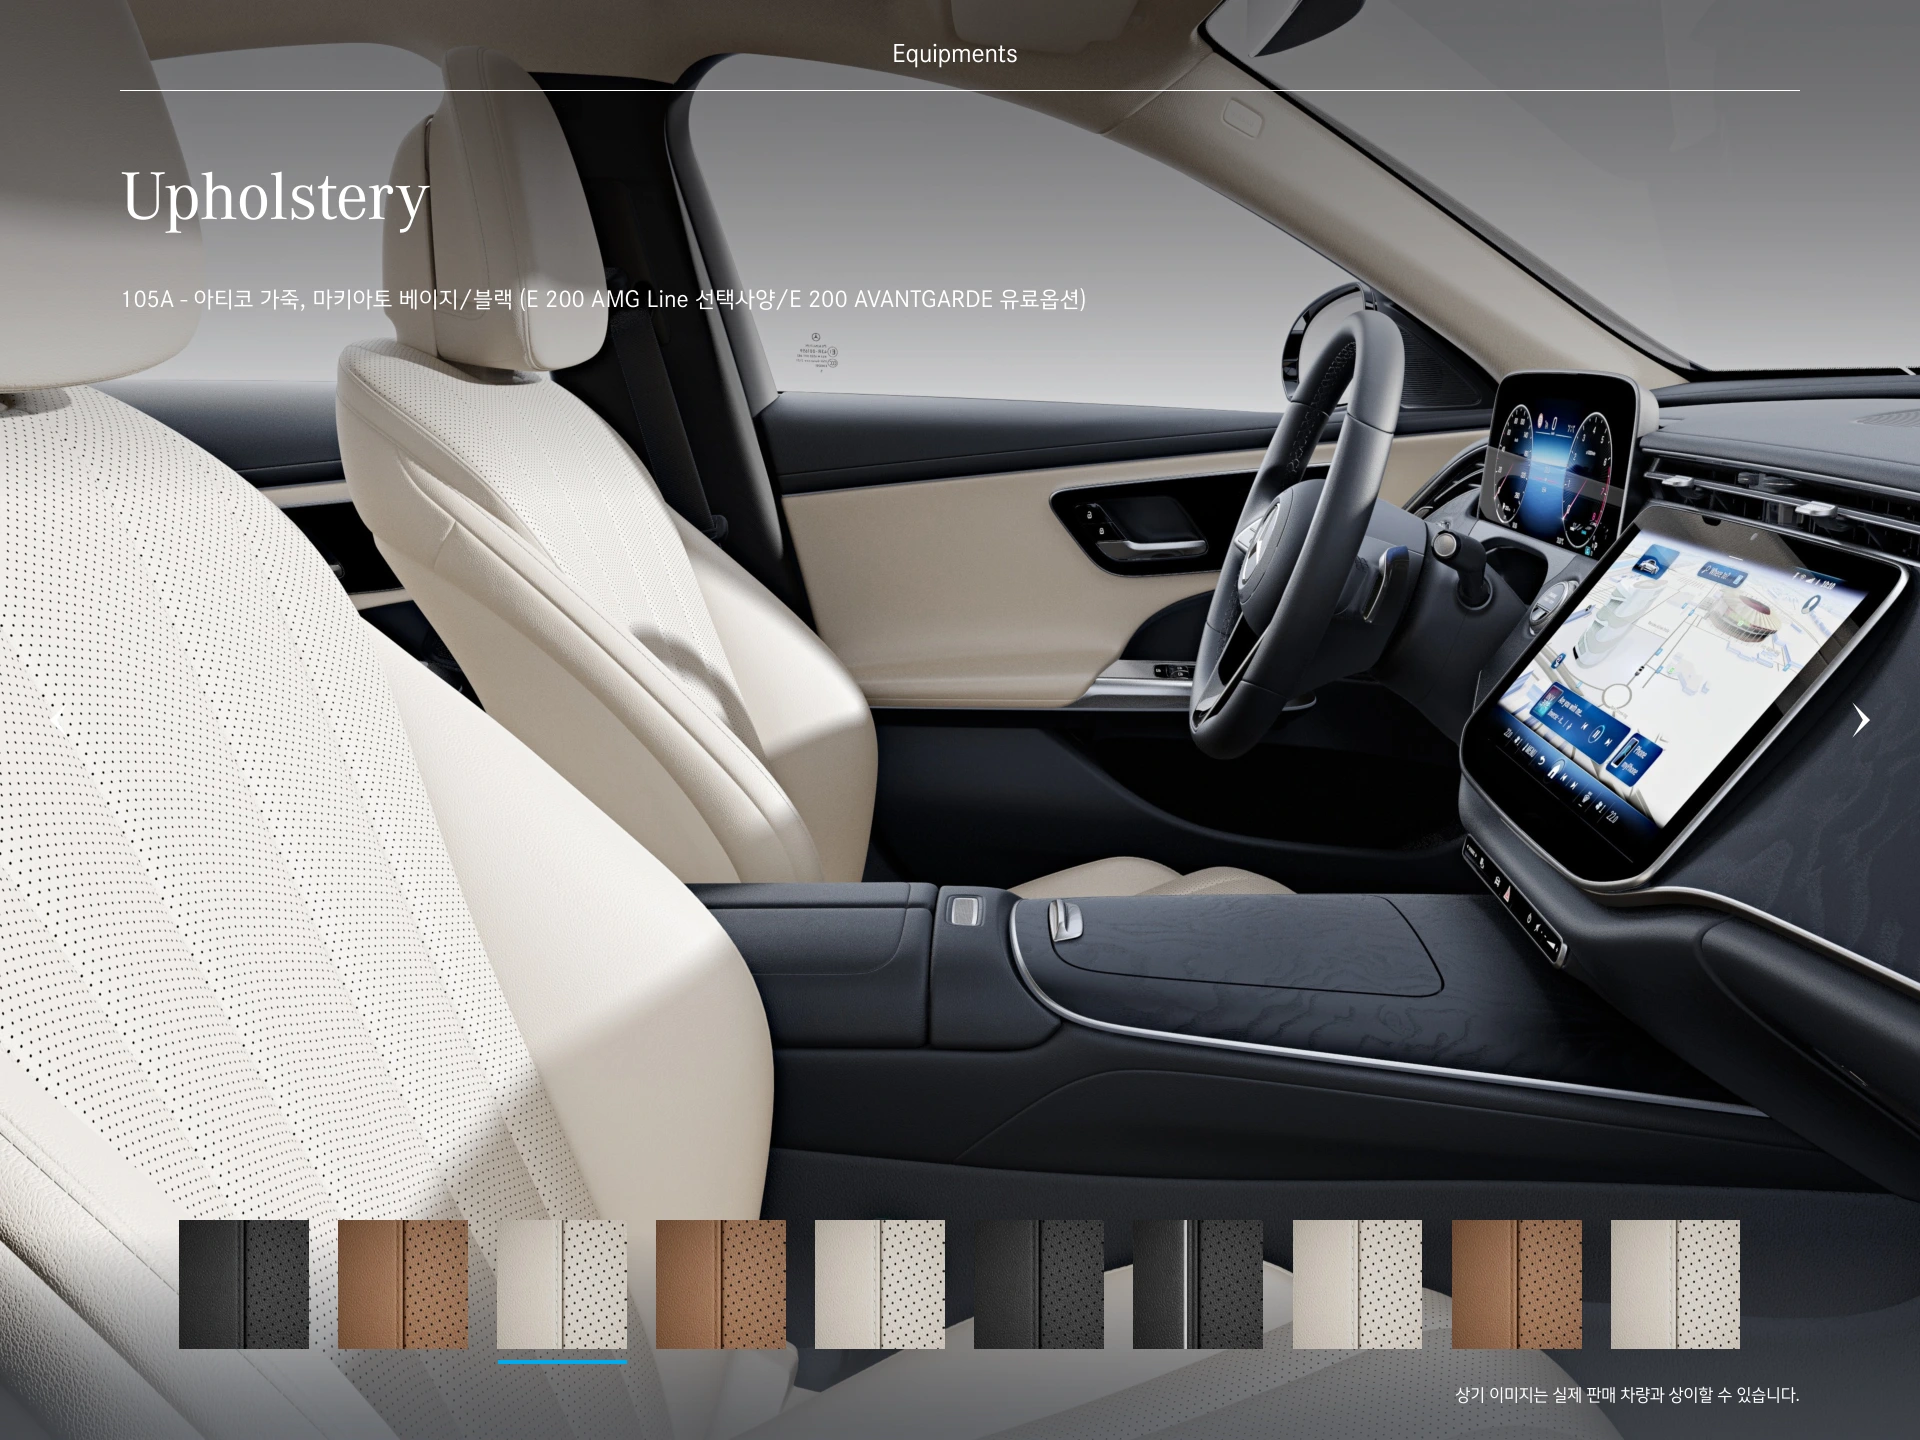 Equipments
Upholstery
105A - 아티코 가죽, 마키아토 베이지/블랙 (E 200 AMG Line 선택사양/E 200 AVANTGARDE 유료옵션)
상기 이미지는 실제 판매 차량과 상이할 수 있습니다.